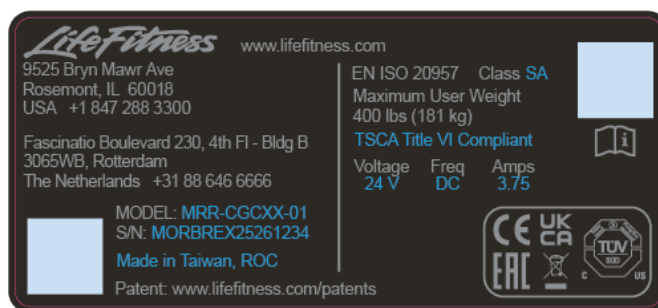 LifeFitness www.lifefitness.com
9525 Bryn Mawr Ave
Rosemont, IL 60018
USA +1 847 288 3300
Fascinatio Boulevard 230, 4th Fl - Bldg B
3065WB, Rotterdam
The Netherlands +31 88 646 6666
MODEL: MRR-CGCXX-01
S/N: MORBREX25261234
Made in Taiwan, ROC
Patent: www.lifefitness.com/patents
EN ISO 20957 Class SA
Maximum User Weight
400 lbs (181 kg)
TSCA Title VI Compliant
Voltage Freq Amps
24 V DC 3.75
i
CE UK
CA
EAC
TÜV
SÜD
C US